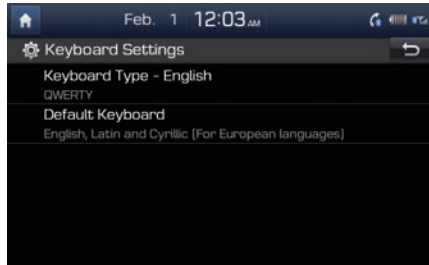 Feb. 1 12:03 AM
Keyboard Settings
Keyboard Type - English
QWERTY
Default Keyboard
English, Latin and Cyrillic (For European languages)